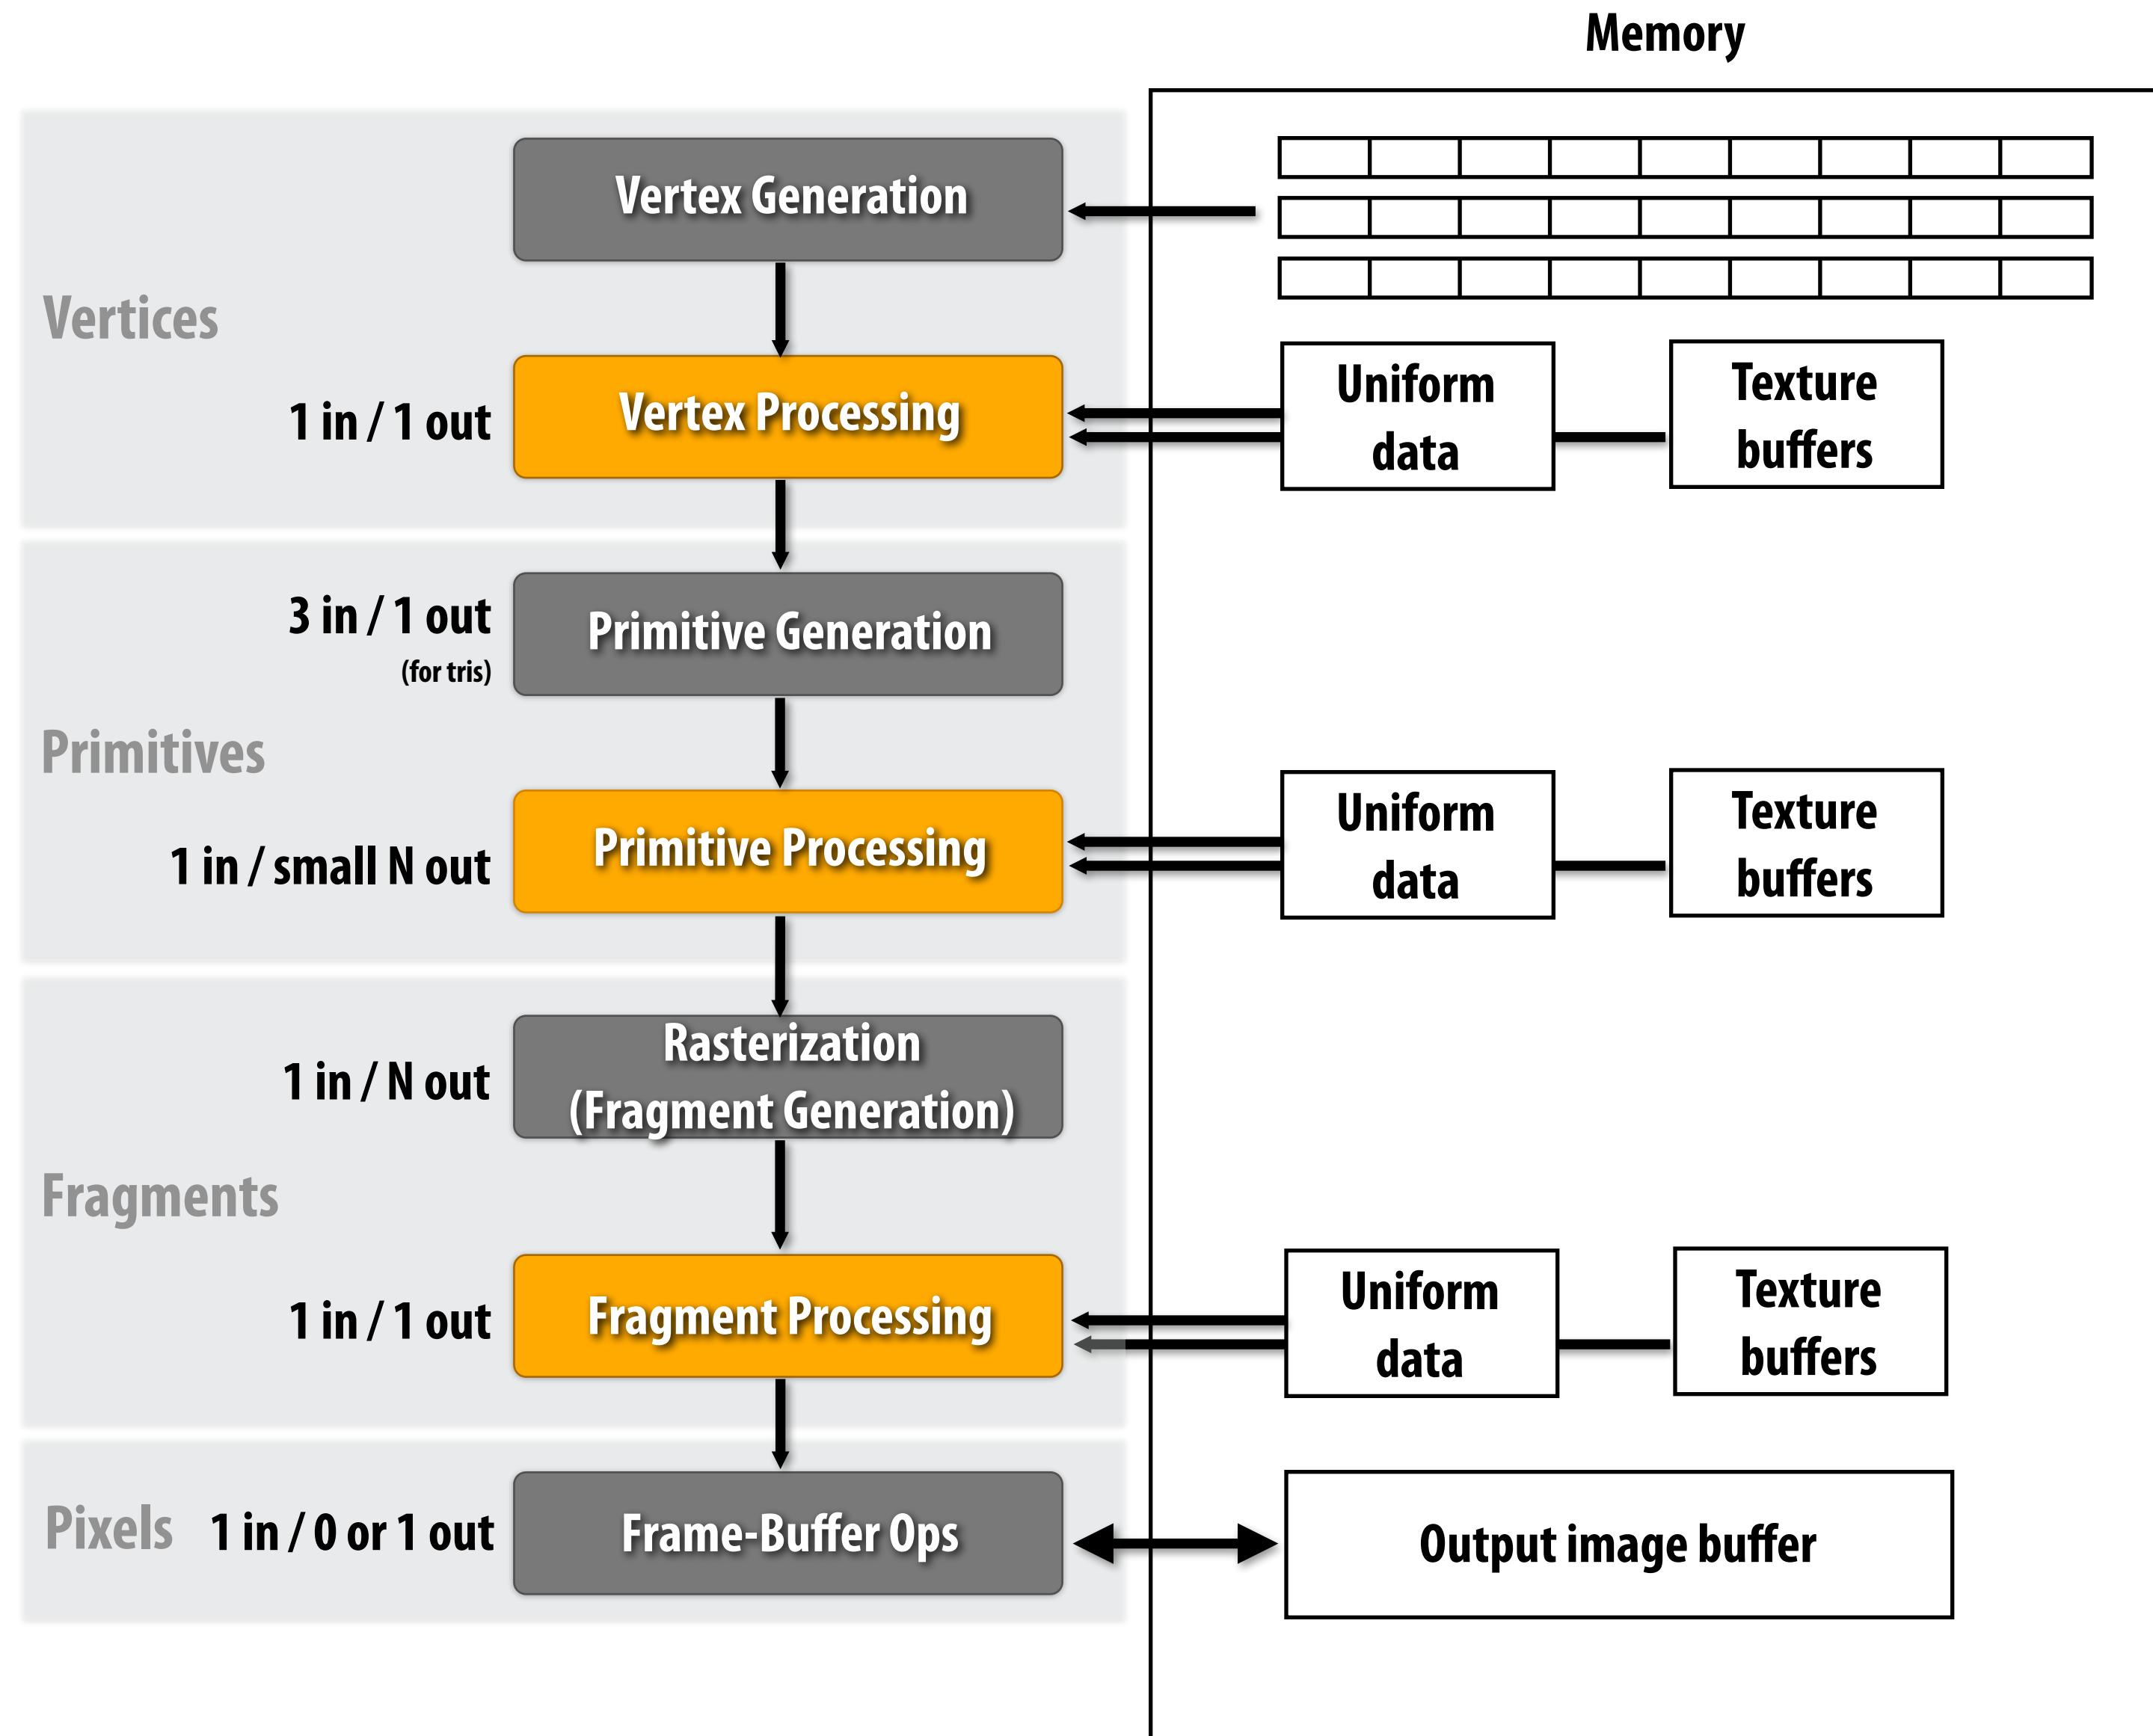 Memory
Vertex Generation
Vertices
1 in / 1 out
Vertex Processing
Uniform
data
Texture
buffers
3 in / 1 out
(for tris)
Primitive Generation
Primitives
1 in / small N out
Primitive Processing
Uniform
data
Texture
buffers
1 in / N out
Rasterization
(Fragment Generation)
Fragments
1 in / 1 out
Fragment Processing
Uniform
data
Texture
buffers
Pixels
1 in / 0 or 1 out
Frame-Buffer Ops
Output image buffer